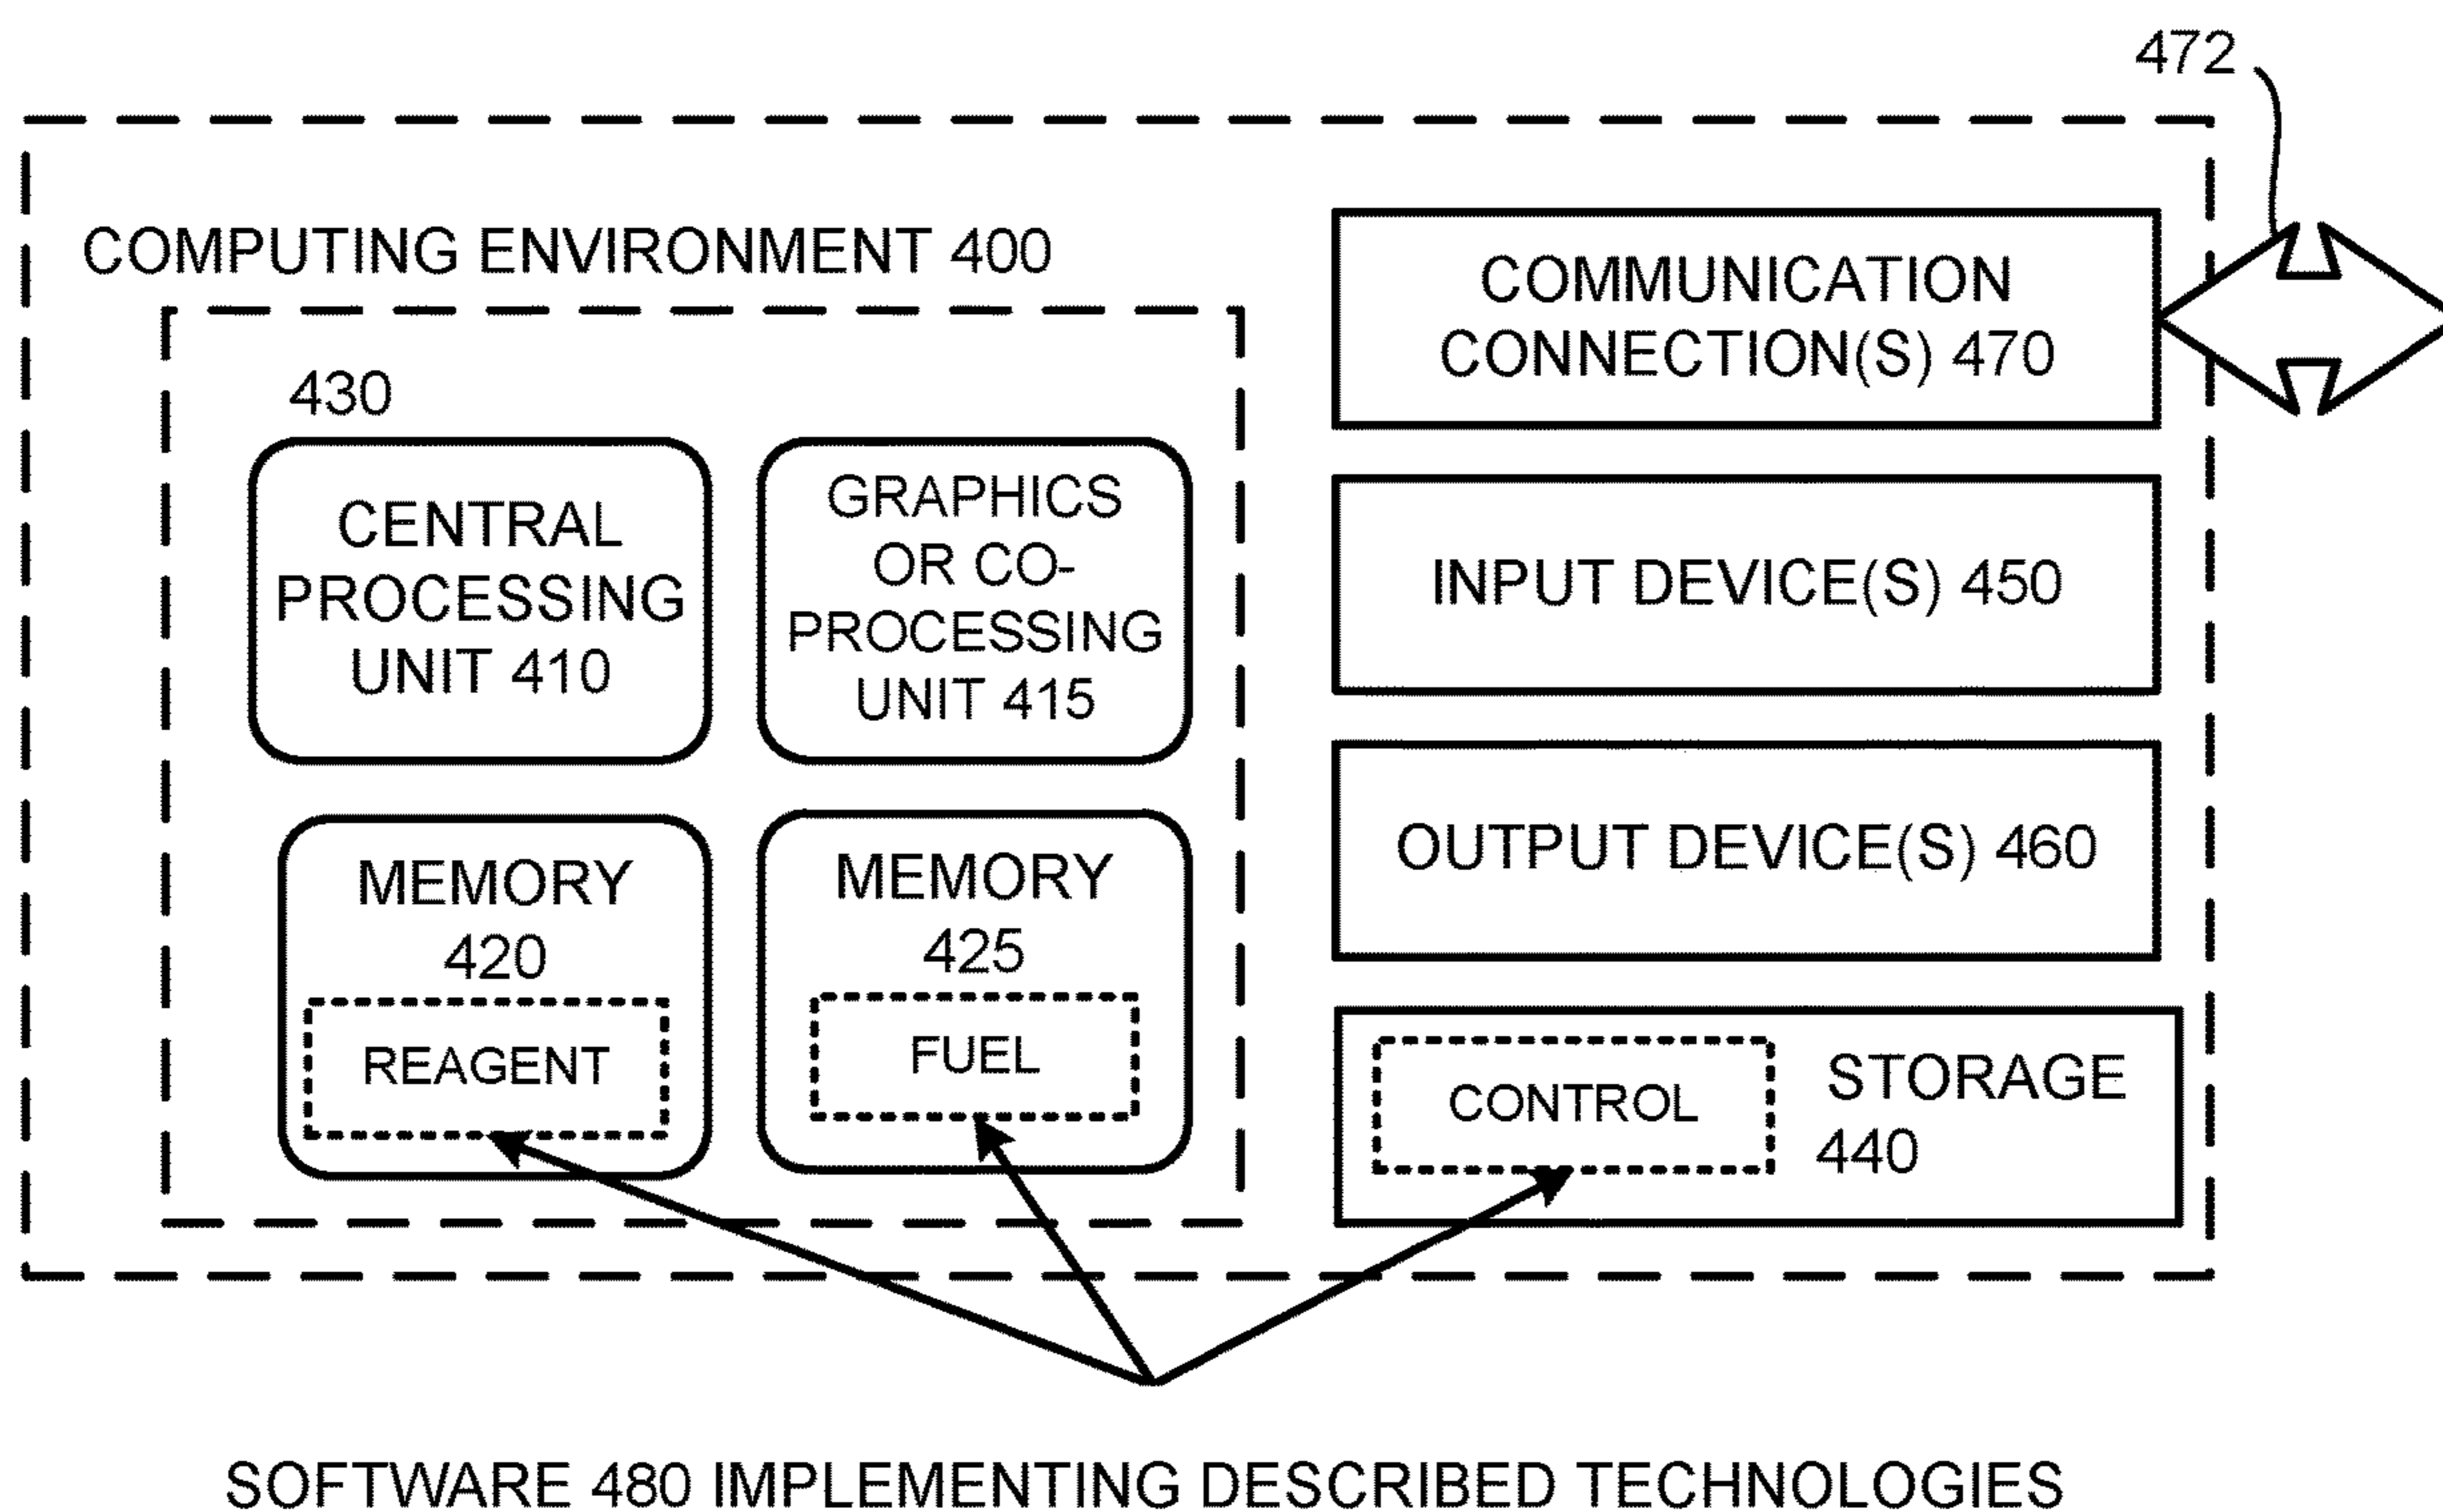 472
COMPUTING ENVIRONMENT 400
COMMUNICATION
CONNECTION(S) 470
430
CENTRAL
PROCESSING
UNIT 410
GRAPHICS
OR CO-
PROCESSING
UNIT 415
INPUT DEVICE(S) 450
OUTPUT DEVICE(S) 460
MEMORY
420
REAGENT
MEMORY
425
FUEL
CONTROL
STORAGE
440
SOFTWARE 480 IMPLEMENTING DESCRIBED TECHNOLOGIES